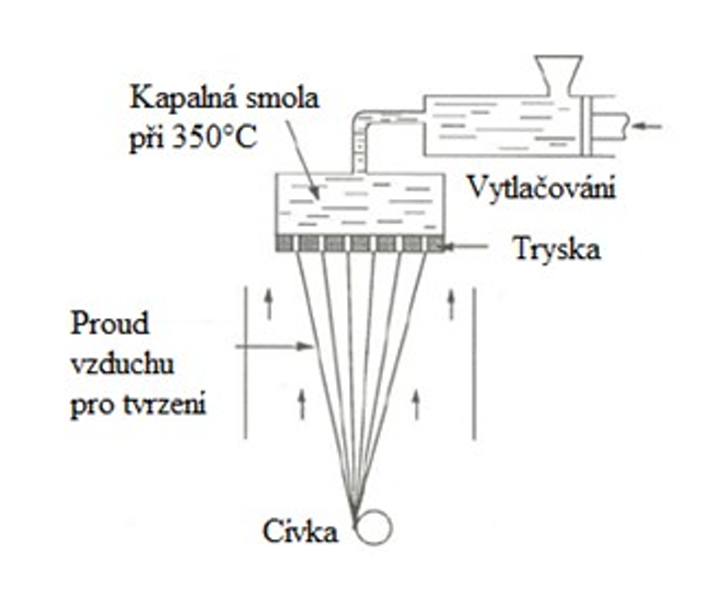 Kapalná smola
při 350°C
Vytlačování
Tryska
Proud
vzduchu
pro tvrzení
Cívka